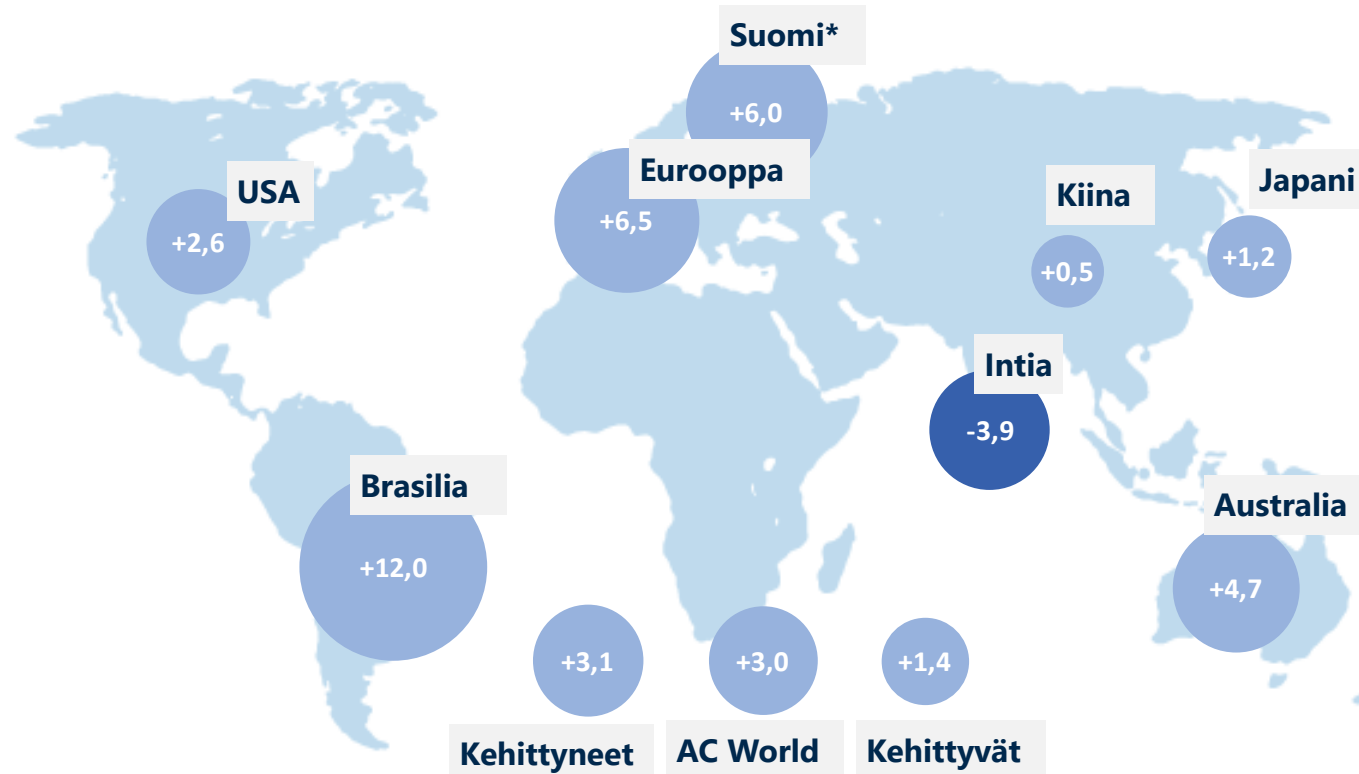 Suomi*
+6,0
Eurooppa
+6,5
USA
+2,6
Kiina
+0,5
Japani
+1,2
Intia
-3,9
Brasilia
+12,0
Australia
+4,7
+3,1
Kehittyneet
+3,0
AC World
+1,4
Kehittyvät